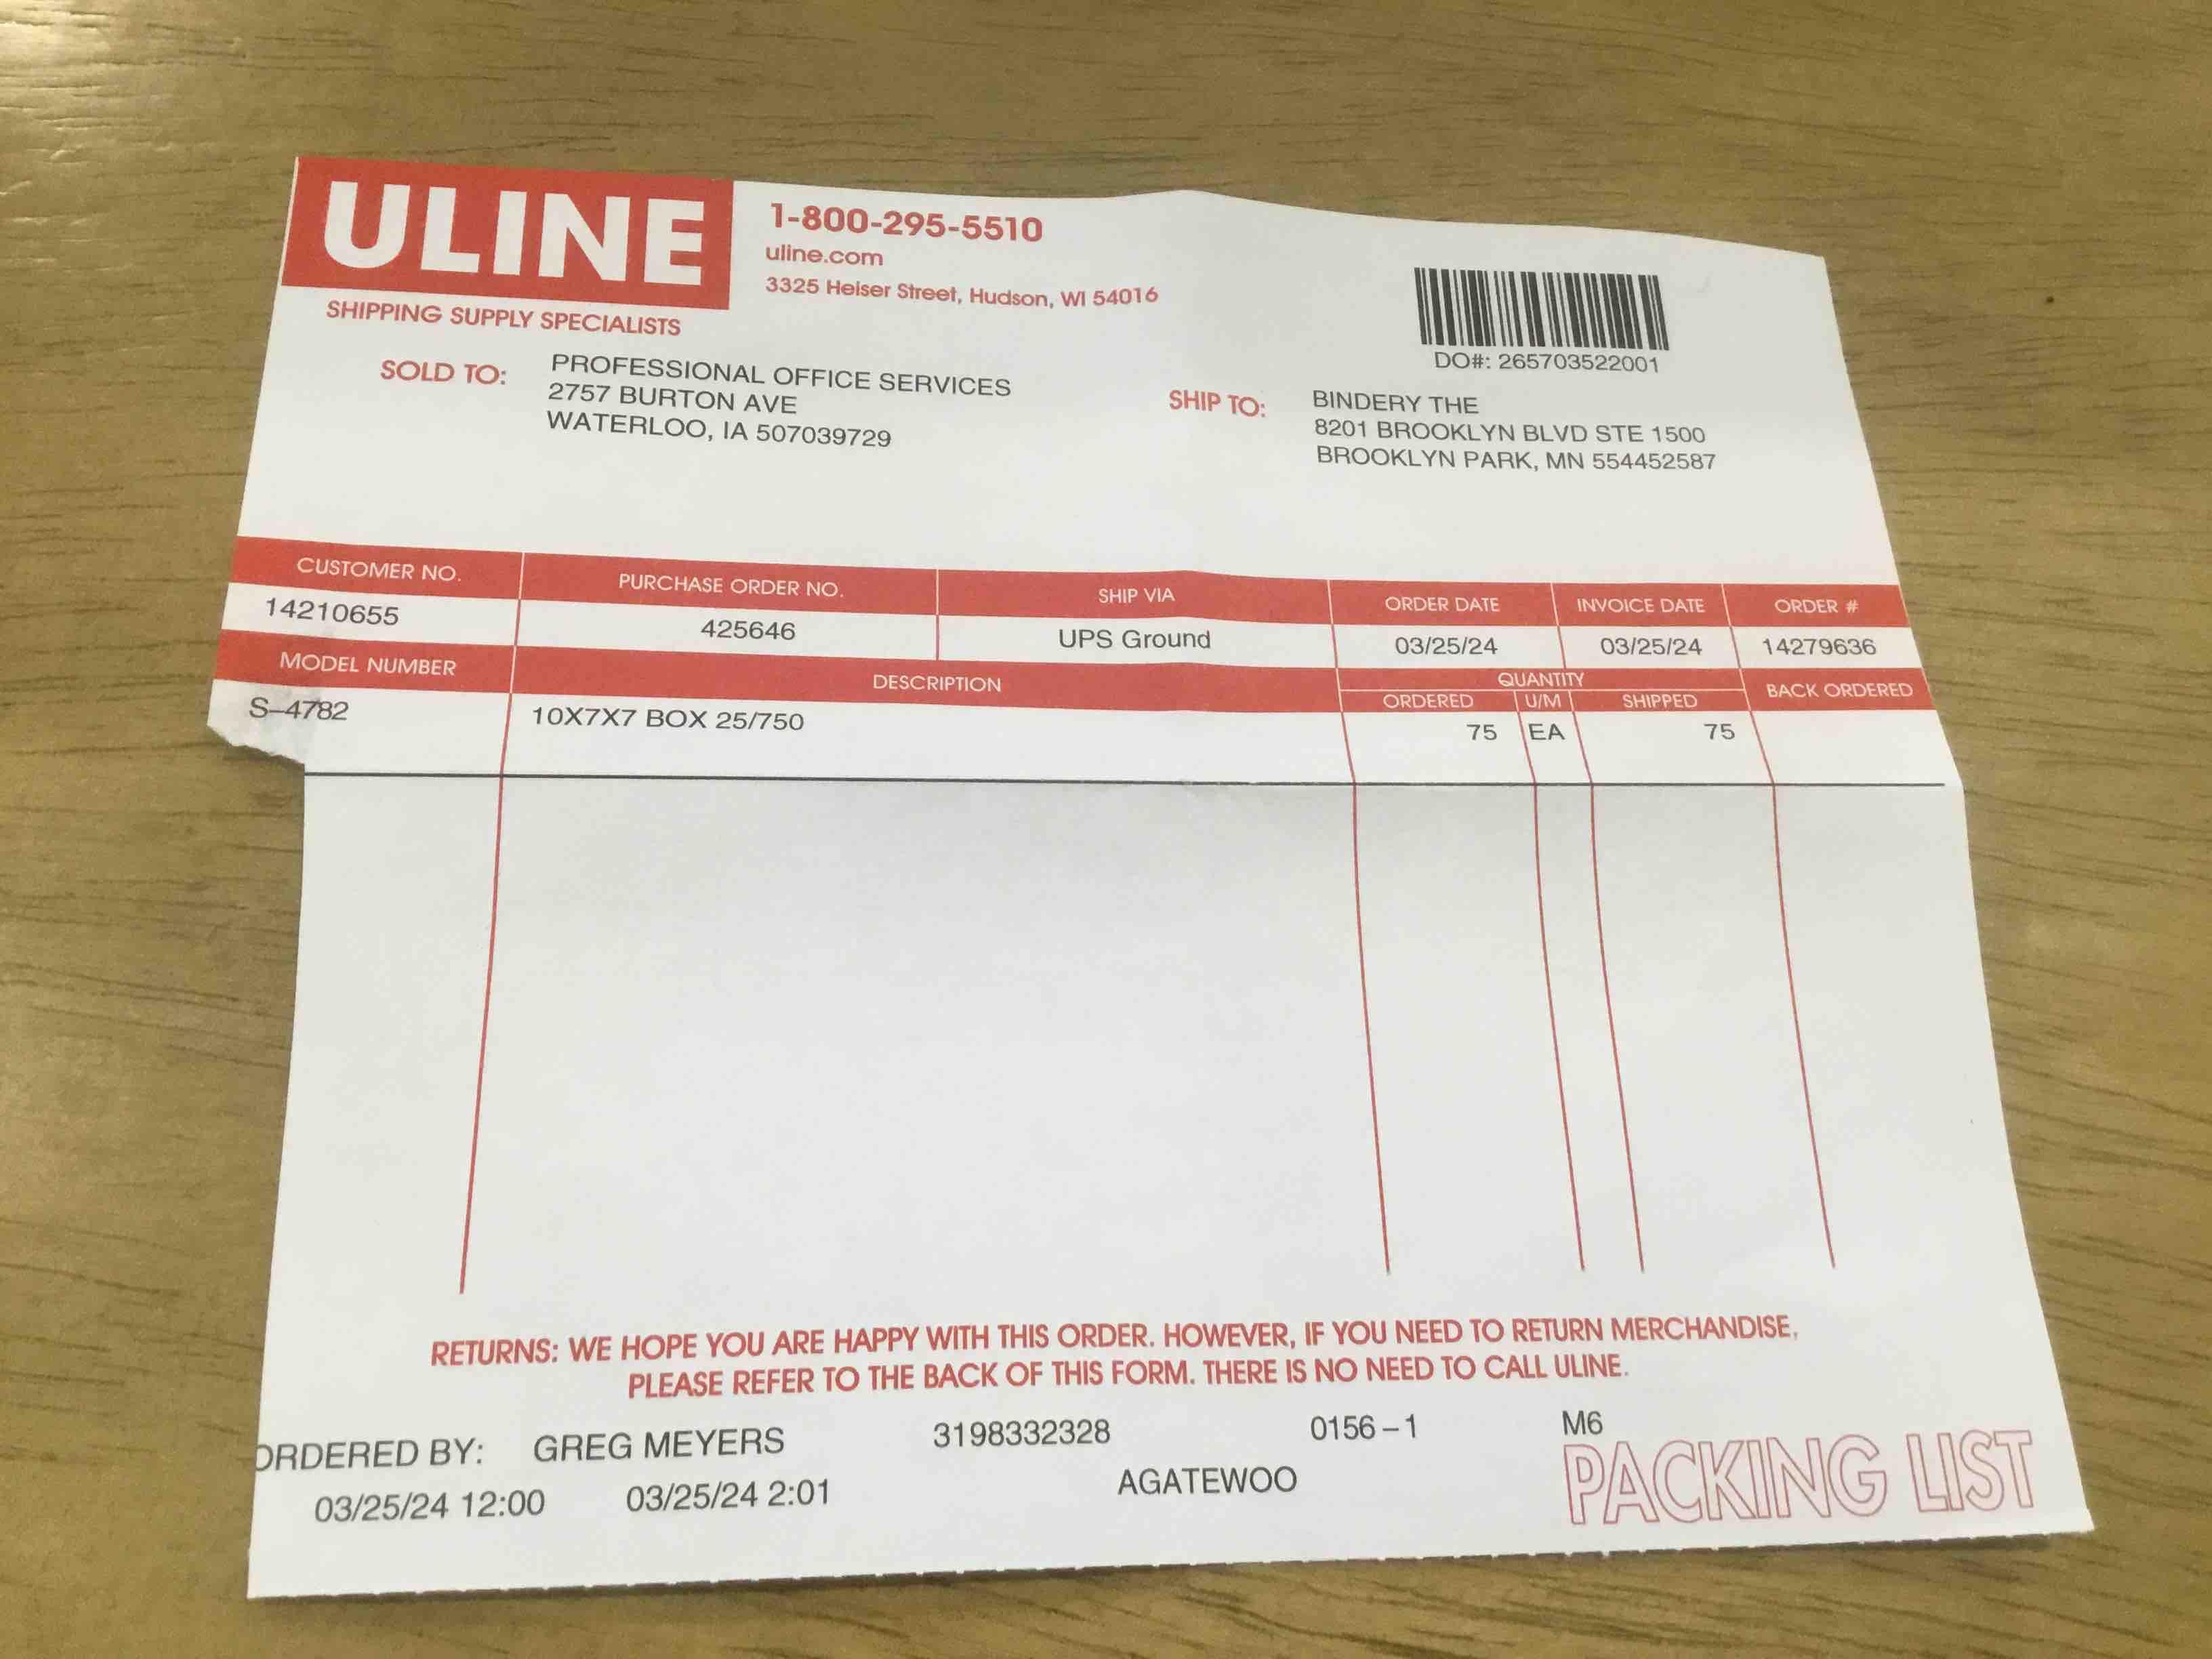 ULINE
SHIPPING SUPPLY SPECIALISTS
1-800-295-5510
uline.com
3325 Heiser Street, Hudson, WI 54016
DO#: 265703522001
SOLD TO:
PROFESSIONAL OFFICE SERVICES
2757 BURTON AVE
WATERLOO, IA 507039729
SHIP TO:
BINDERY THE
8201 BROOKLYN BLVD STE 1500
BROOKLYN PARK, MN 554452587
CUSTOMER NO. PURCHASE ORDER NO. SHIP VIA ORDER DATE INVOICE DATE ORDER #
14210655 425646 UPS Ground 03/25/24 03/25/24 14279636
MODEL NUMBER DESCRIPTION QUANTITY BACK ORDERED
ORDERED U/M SHIPPED
S-4782 10X7X7 BOX 25/750 75 EA 75
RETURNS: WE HOPE YOU ARE HAPPY WITH THIS ORDER. HOWEVER, IF YOU NEED TO RETURN MERCHANDISE,
PLEASE REFER TO THE BACK OF THIS FORM. THERE IS NO NEED TO CALL ULINE.
ORDERED BY: GREG MEYERS 3198332328 0156-1 M6
03/25/24 12:00 03/25/24 2:01 AGATEWOO
PACKING LIST